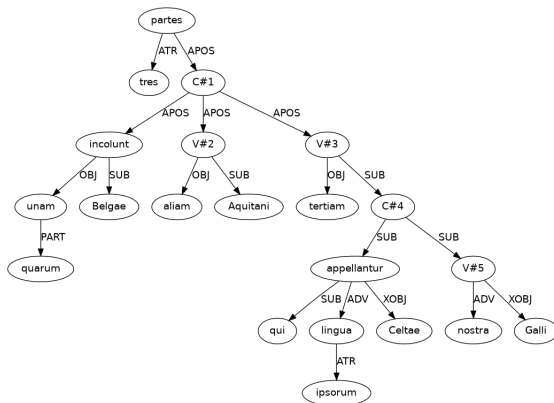 partes
ATR APOS
tres C#1
APOS APOS APOS
incolunt V#2 V#3
OBJ SUB OBJ SUB OBJ SUB
unam Belgae aliam Aquitani tertiam C#4
PART SUB SUB
quarum appellantur V#5
SUB ADV XOBJ ADV XOBJ
qui lingua Celtae nostra Galli
ATR
ipsorum